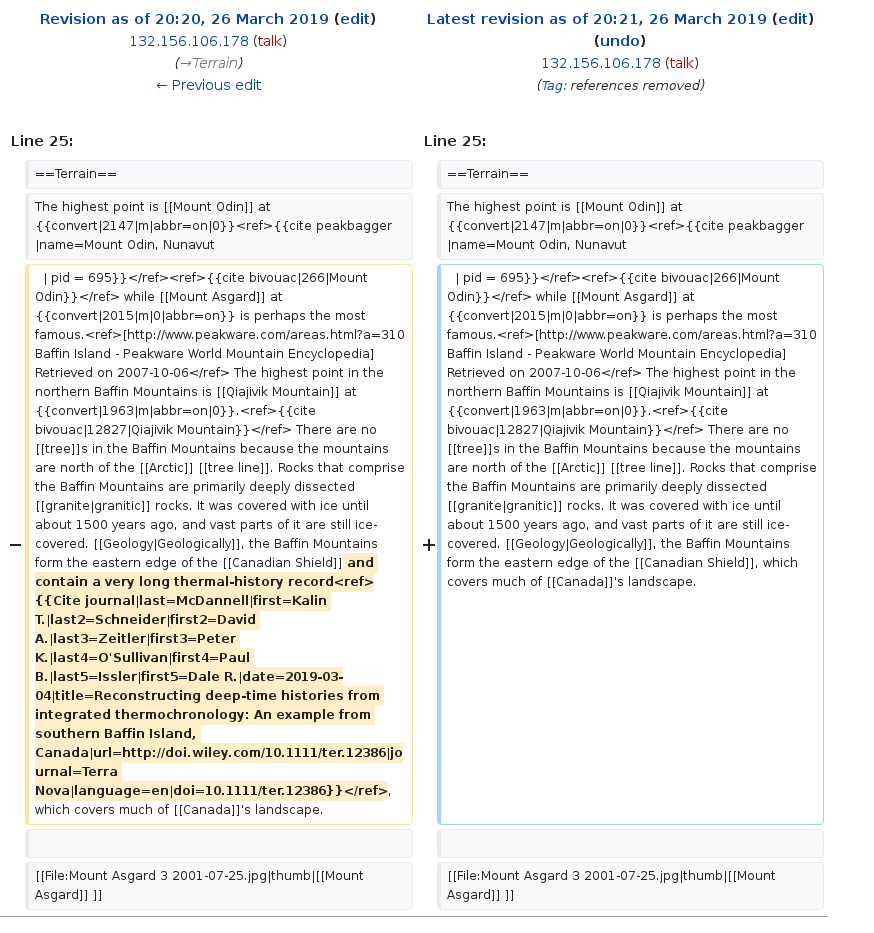 Revision as of 20:20, 26 March 2019 (edit)
132.156.106.178 (talk)
(→Terrain)
← Previous edit
Latest revision as of 20:21, 26 March 2019 (edit)
(undo)
132.156.106.178 (talk)
(Tag: references removed)
Line 25:
Line 25:
==Terrain==
==Terrain==
The highest point is [[Mount Odin]] at
{{convert|2147|m|abbr=on|0}}<ref>{{cite peakbagger
|name=Mount Odin, Nunavut
The highest point is [[Mount Odin]] at
{{convert|2147|m|abbr=on|0}}<ref>{{cite peakbagger
|name=Mount Odin, Nunavut
−
| pid = 695}}</ref><ref>{{cite bivouac|266|Mount
Odin}}</ref> while [[Mount Asgard]] at
{{convert|2015|m|0|abbr=on}} is perhaps the most
famous.<ref>[http://www.peakware.com/areas.html?a=310
Baffin Island - Peakware World Mountain Encyclopedia]
Retrieved on 2007-10-06</ref> The highest point in the
northern Baffin Mountains is [[Qiajivik Mountain]] at
{{convert|1963|m|abbr=on|0}}.<ref>{{cite
bivouac|12827|Qiajivik Mountain}}</ref> There are no
[[tree]]s in the Baffin Mountains because the mountains
are north of the [[Arctic]] [[tree line]]. Rocks that comprise
the Baffin Mountains are primarily deeply dissected
[[granite|granitic]] rocks. It was covered with ice until
about 1500 years ago, and vast parts of it are still ice-
covered. [[Geology|Geologically]], the Baffin Mountains
form the eastern edge of the [[Canadian Shield]] and
contain a very long thermal-history record<ref>
{{Cite journal|last=McDannell|first=Kalin
T.|last2=Schneider|first2=David
A.|last3=Zeitler|first3=Peter
K.|last4=O'Sullivan|first4=Paul
B.|last5=Issler|first5=Dale R.|date=2019-03-
04|title=Reconstructing deep-time histories from
integrated thermochronology: An example from
southern Baffin Island,
Canada|url=http://doi.wiley.com/10.1111/ter.12386|jo
urnal=Terra
Nova|language=en|doi=10.1111/ter.12386}}</ref>,
which covers much of [[Canada]]'s landscape.
+
| pid = 695}}</ref><ref>{{cite bivouac|266|Mount
Odin}}</ref> while [[Mount Asgard]] at
{{convert|2015|m|0|abbr=on}} is perhaps the most
famous.<ref>[http://www.peakware.com/areas.html?a=310
Baffin Island - Peakware World Mountain Encyclopedia]
Retrieved on 2007-10-06</ref> The highest point in the
northern Baffin Mountains is [[Qiajivik Mountain]] at
{{convert|1963|m|abbr=on|0}}.<ref>{{cite
bivouac|12827|Qiajivik Mountain}}</ref> There are no
[[tree]]s in the Baffin Mountains because the mountains
are north of the [[Arctic]] [[tree line]]. Rocks that comprise
the Baffin Mountains are primarily deeply dissected
[[granite|granitic]] rocks. It was covered with ice until
about 1500 years ago, and vast parts of it are still ice-
covered. [[Geology|Geologically]], the Baffin Mountains
form the eastern edge of the [[Canadian Shield]], which
covers much of [[Canada]]'s landscape.
[[File:Mount Asgard 3 2001-07-25.jpg|thumb|[[Mount
Asgard]] ]]
[[File:Mount Asgard 3 2001-07-25.jpg|thumb|[[Mount
Asgard]] ]]